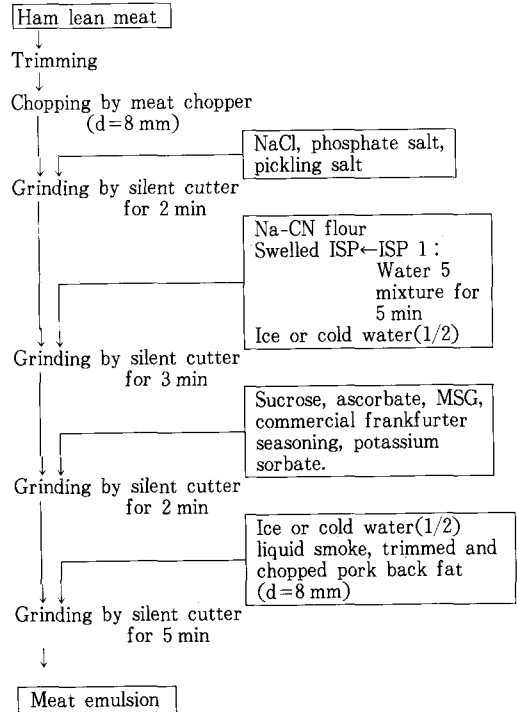 Ham lean meat
Trimming
Chopping by meat chopper
(d=8 mm)
NaCl, phosphate salt,
pickling salt
Grinding by silent cutter
for 2 min
Na-CN flour
Swelled ISP←ISP 1 :
Water 5
mixture for
5 min
Ice or cold water(1/2)
Grinding by silent cutter
for 3 min
Sucrose, ascorbate, MSG,
commercial frankfurter
seasoning, potassium
sorbate.
Grinding by silent cutter
for 2 min
Ice or cold water(1/2)
liquid smoke, trimmed and
chopped pork back fat
(d=8 mm)
Grinding by silent cutter
for 5 min
Meat emulsion